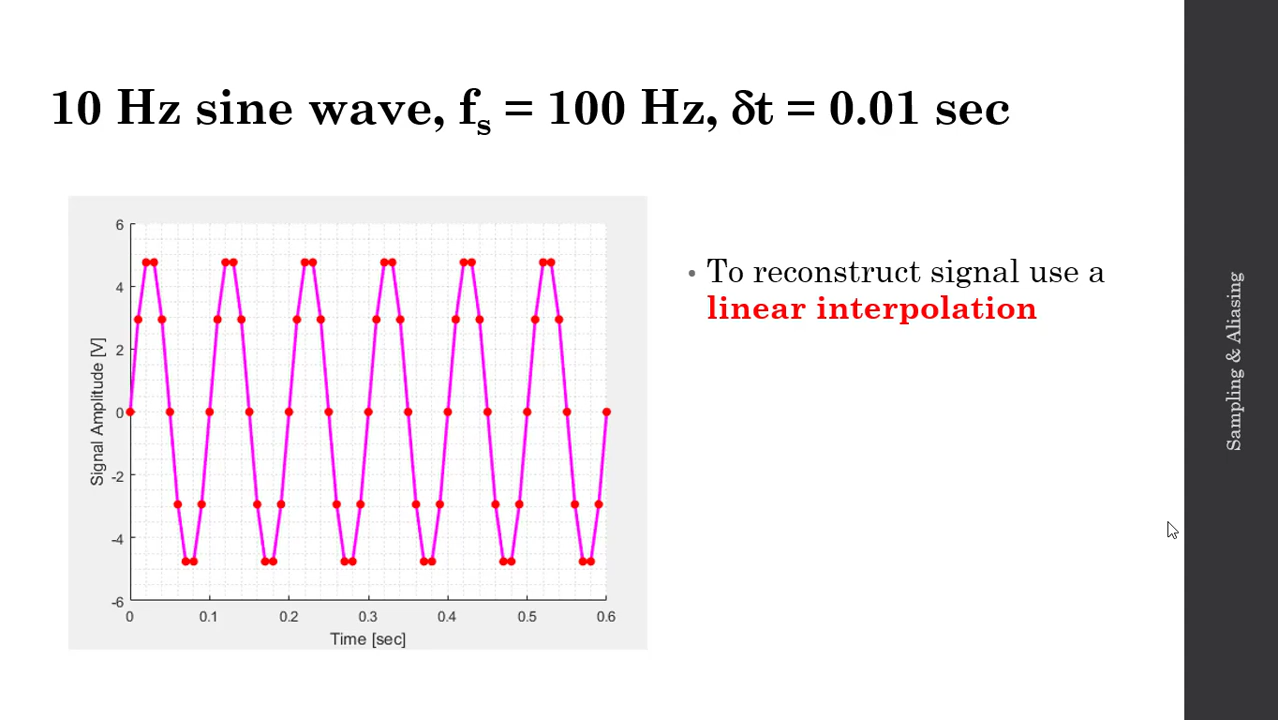 10 Hz sine wave, fs = 100 Hz, δt = 0.01 sec
6
4
2
0
-2
-4
-6
Signal Amplitude [V]
0 0.1 0.2 0.3 0.4 0.5 0.6
Time [sec]
• To reconstruct signal use a
linear interpolation
Sampling & Aliasing